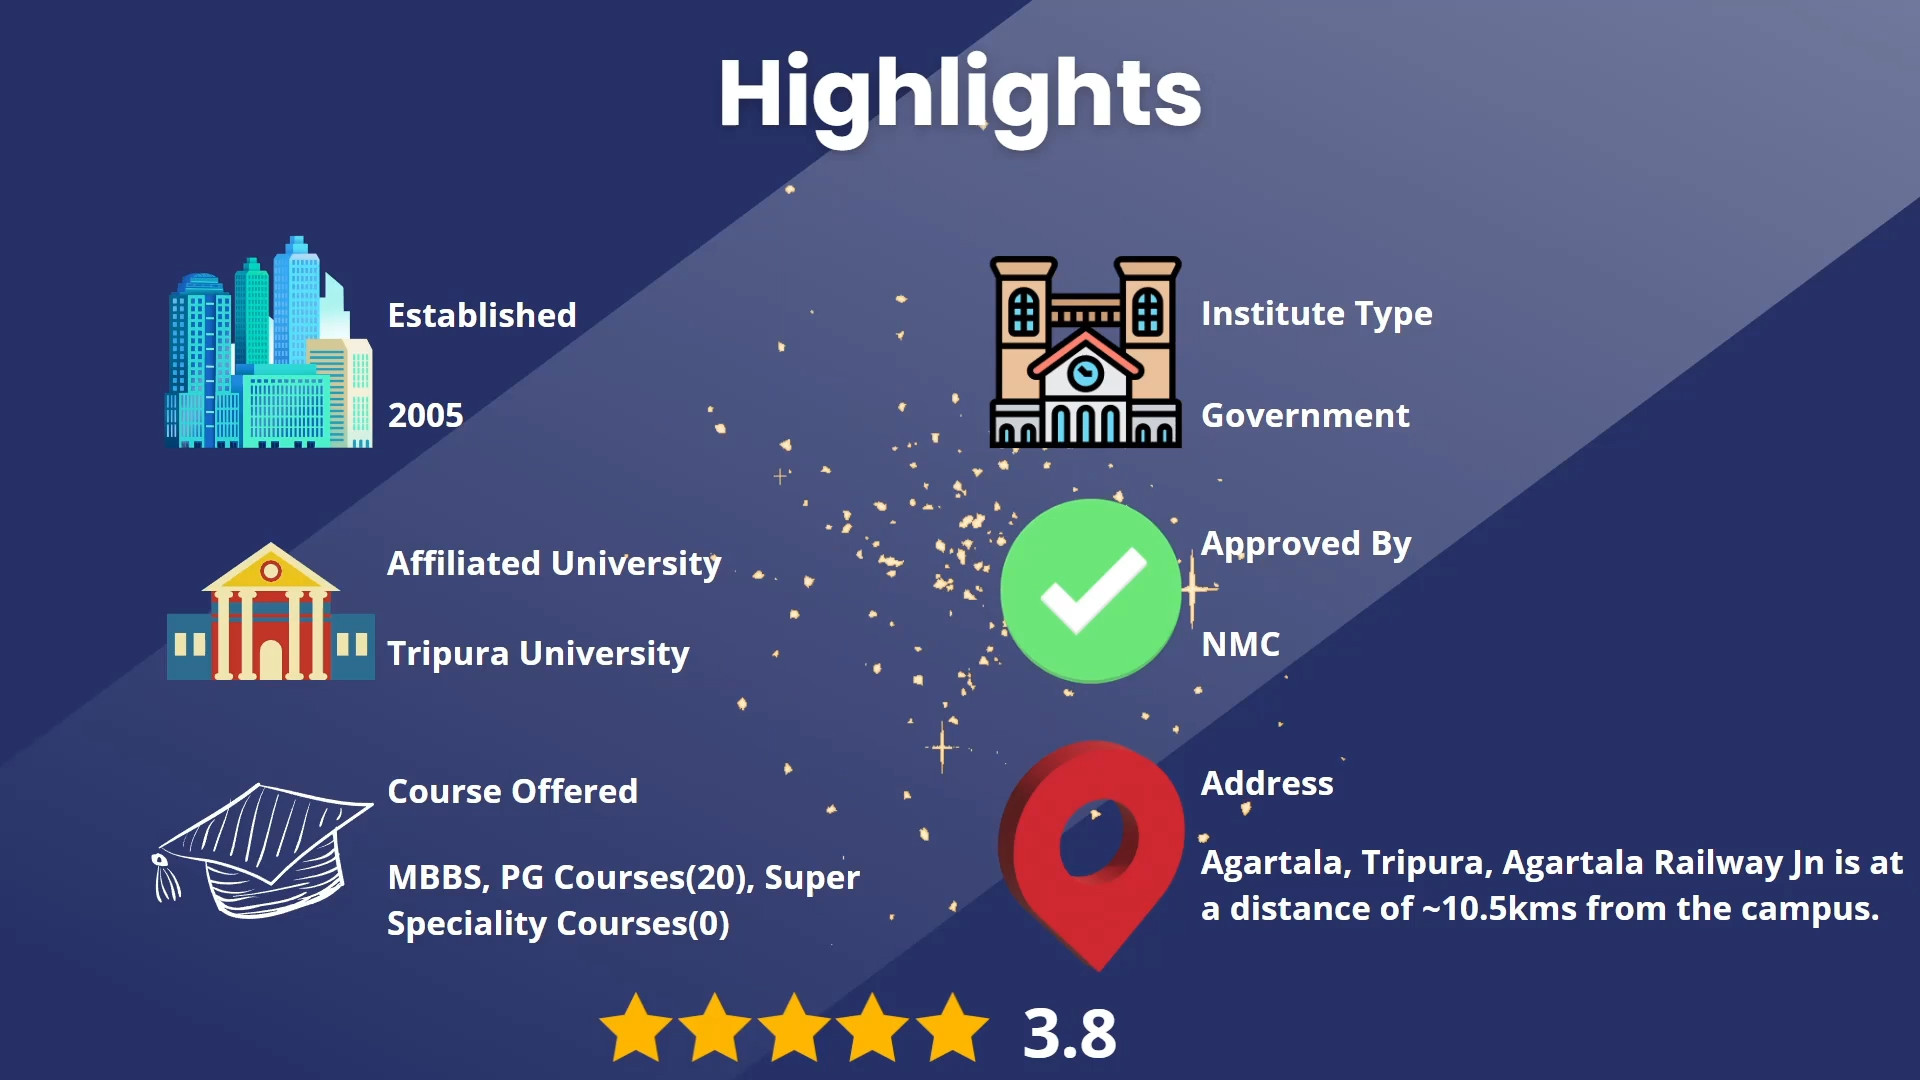 Highlights
Established
2005
Institute Type
Government
Affiliated University
Tripura University
Approved By
NMC
Course Offered
MBBS, PG Courses(20), Super
Speciality Courses(0)
Address
Agartala, Tripura, Agartala Railway Jn is at
a distance of ~10.5kms from the campus.
3.8